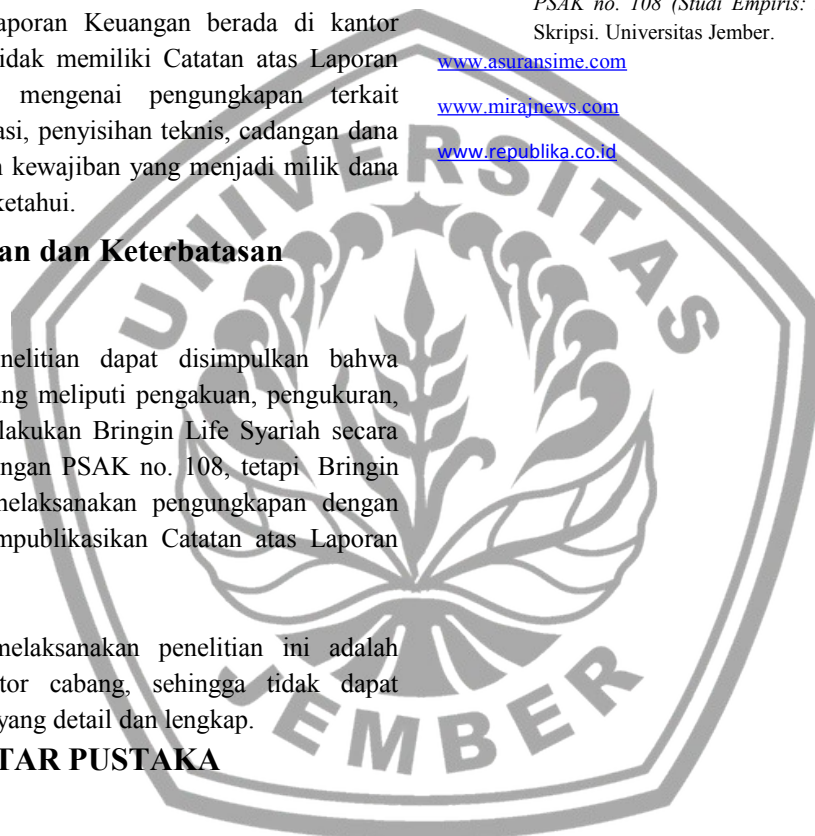 aporan Keuangan berada di kantor
idak memiliki Catatan atas Laporan
mengenai pengungkapan terkait
asi, penyisihan teknis, cadangan dana
kewajiban yang menjadi milik dana
ketahui.
an dan Keterbatasan
nelitian dapat disimpulkan bahwa
ang meliputi pengakuan, pengukuran,
lakukan Bringin Life Syariah secara
ngan PSAK no. 108, tetapi Bringin
melaksanakan pengungkapan dengan
mpublikasikan Catatan atas Laporan
melaksanakan penelitian ini adalah
tor cabang, sehingga tidak dapat
yang detail dan lengkap.
TAR PUSTAKA
PSAK no. 108 (Studi Empiris:
Skripsi. Universitas Jember.
www.asuransime.com
www.mirajnews.com
www.republika.co.id
UNIVERSITAS
JEMBER